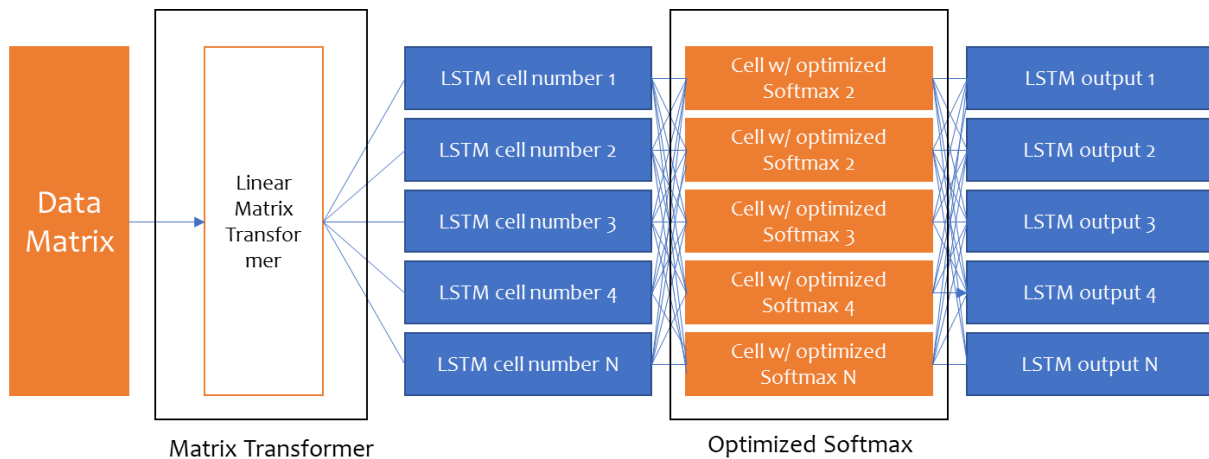 Data
Matrix
Linear
Matrix
Transfor
mer
Matrix Transformer
LSTM cell number 1
LSTM cell number 2
LSTM cell number 3
LSTM cell number 4
LSTM cell number N
Cell w/ optimized
Softmax 2
Cell w/ optimized
Softmax 2
Cell w/ optimized
Softmax 3
Cell w/ optimized
Softmax 4
Cell w/ optimized
Softmax N
Optimized Softmax
LSTM output 1
LSTM output 2
LSTM output 3
LSTM output 4
LSTM output N